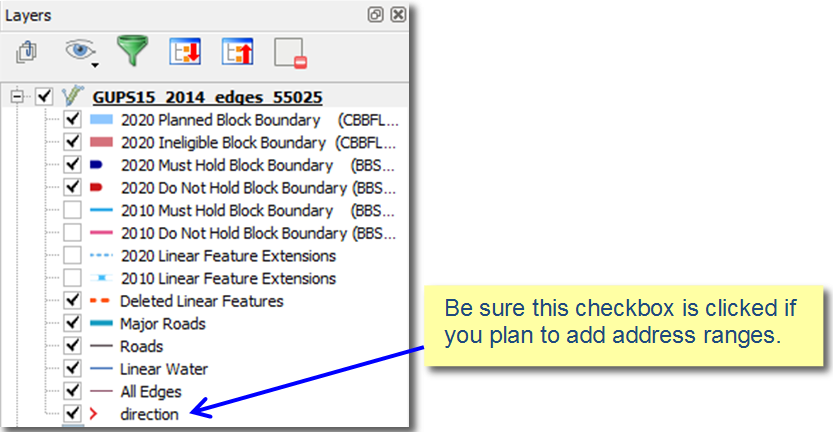 Layers
GUPS15_2014_edges_55025
2020 Planned Block Boundary (CBBFL...
2020 Ineligible Block Boundary (CBBFL...
2020 Must Hold Block Boundary (BBS...
2020 Do Not Hold Block Boundary (BBS...
2010 Must Hold Block Boundary (BBS...
2010 Do Not Hold Block Boundary (BBS...
2020 Linear Feature Extensions
2010 Linear Feature Extensions
Deleted Linear Features
Major Roads
Roads
Linear Water
All Edges
direction
Be sure this checkbox is clicked if
you plan to add address ranges.